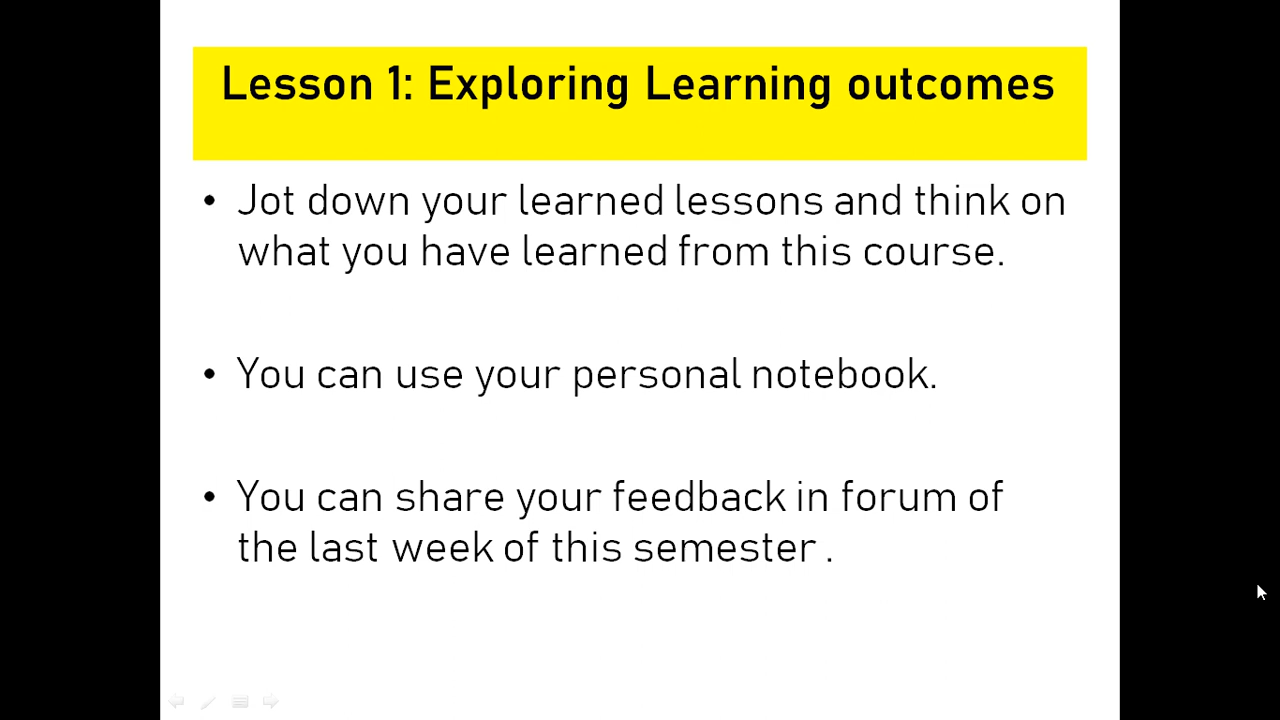 Lesson 1: Exploring Learning outcomes
• Jot down your learned lessons and think on
what you have learned from this course.
• You can use your personal notebook.
• You can share your feedback in forum of
the last week of this semester .